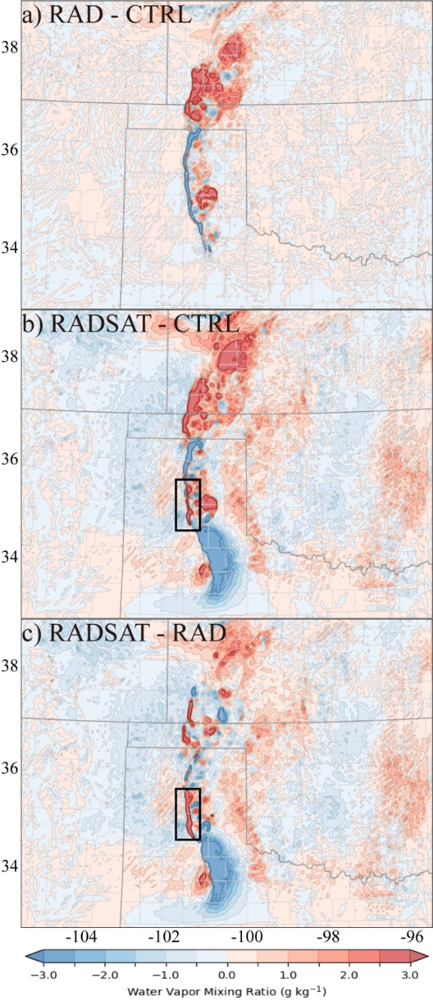 a) RAD - CTRL
38
36
34
b) RADSAT - CTRL
38
36
34
c) RADSAT - RAD
38
36
34
-104 -102 -100 -98 -96
−3.0 −2.0 −1.0 0.0 1.0 2.0 3.0
Water Vapor Mixing Ratio (g kg⁻¹)